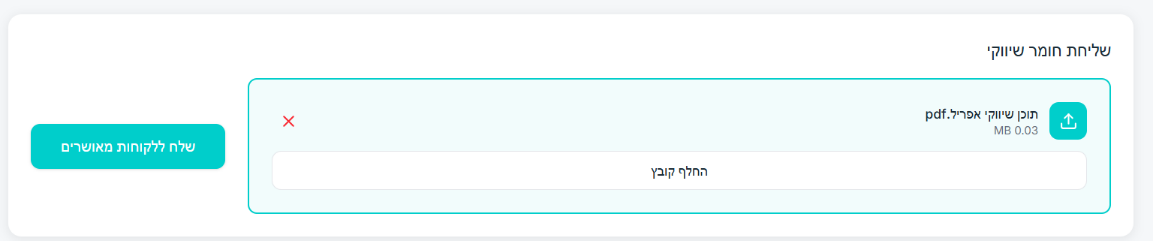 שליחת חומר שיווקי
תוכן שיווקי אפריל.pdf
0.03 MB
החלף קובץ
שלח ללקוחות מאושרים